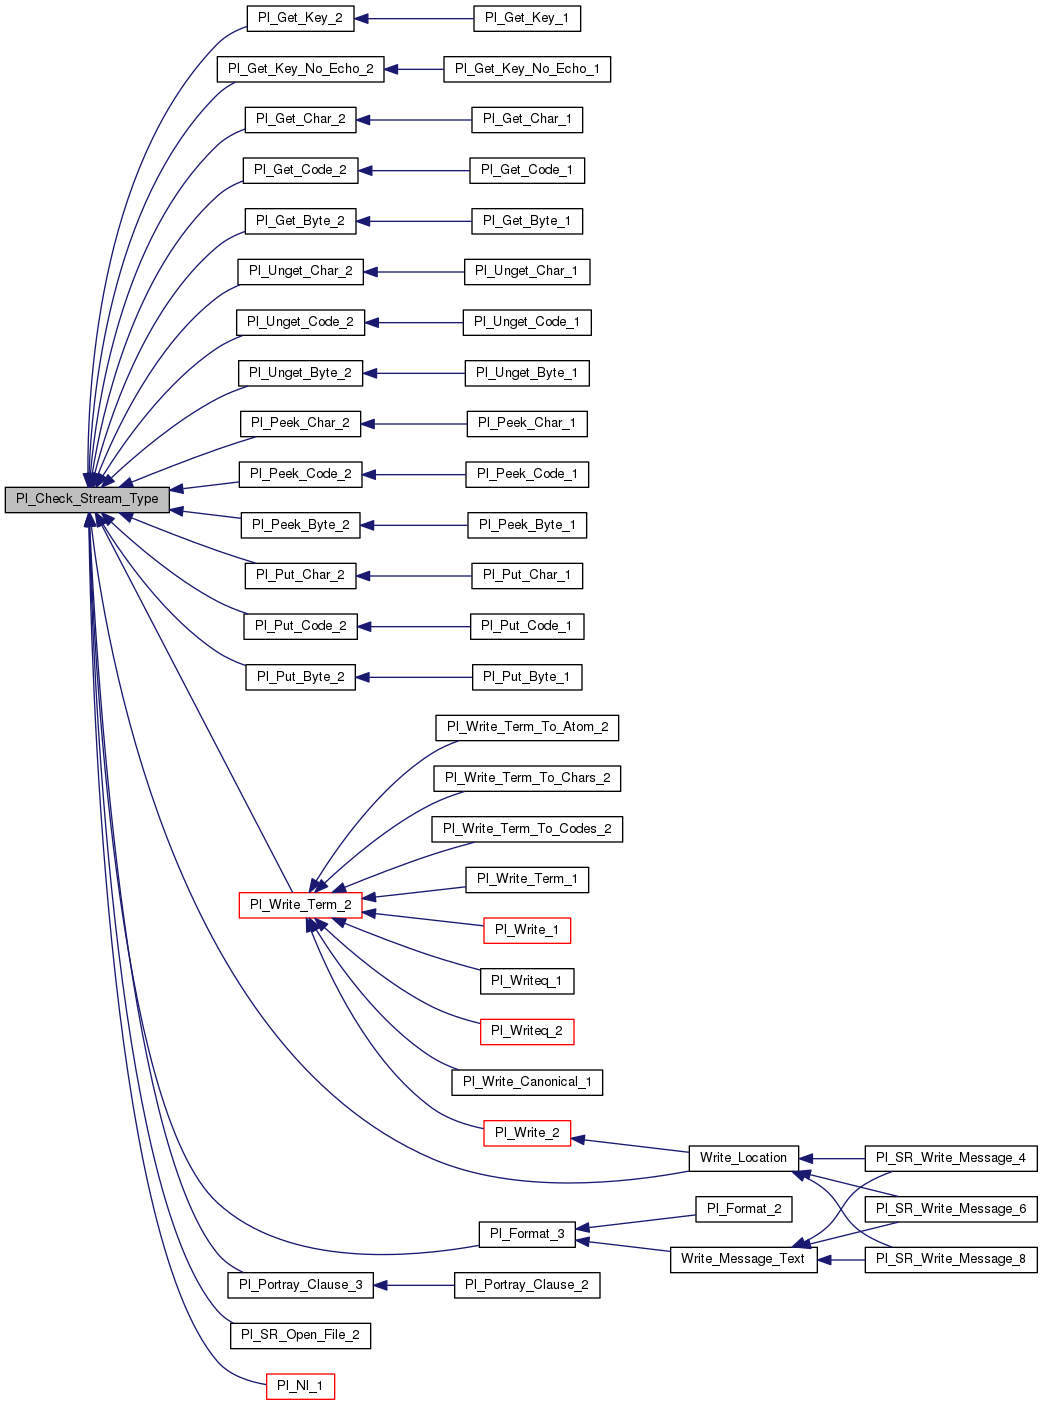 Pl_Get_Key_2
Pl_Get_Key_1
Pl_Get_Key_No_Echo_2
Pl_Get_Key_No_Echo_1
Pl_Get_Char_2
Pl_Get_Char_1
Pl_Get_Code_2
Pl_Get_Code_1
Pl_Get_Byte_2
Pl_Get_Byte_1
Pl_Unget_Char_2
Pl_Unget_Char_1
Pl_Unget_Code_2
Pl_Unget_Code_1
Pl_Unget_Byte_2
Pl_Unget_Byte_1
Pl_Peek_Char_2
Pl_Peek_Char_1
Pl_Peek_Code_2
Pl_Peek_Code_1
Pl_Check_Stream_Type
Pl_Peek_Byte_2
Pl_Peek_Byte_1
Pl_Put_Char_2
Pl_Put_Char_1
Pl_Put_Code_2
Pl_Put_Code_1
Pl_Put_Byte_2
Pl_Put_Byte_1
Pl_Write_Term_To_Atom_2
Pl_Write_Term_To_Chars_2
Pl_Write_Term_To_Codes_2
Pl_Write_Term_1
Pl_Write_Term_2
Pl_Write_1
Pl_Writeq_1
Pl_Writeq_2
Pl_Write_Canonical_1
Pl_Write_2
Write_Location
Pl_SR_Write_Message_4
Pl_Format_2
Pl_SR_Write_Message_6
Pl_Format_3
Write_Message_Text
Pl_SR_Write_Message_8
Pl_Portray_Clause_3
Pl_Portray_Clause_2
Pl_SR_Open_File_2
Pl_Nl_1